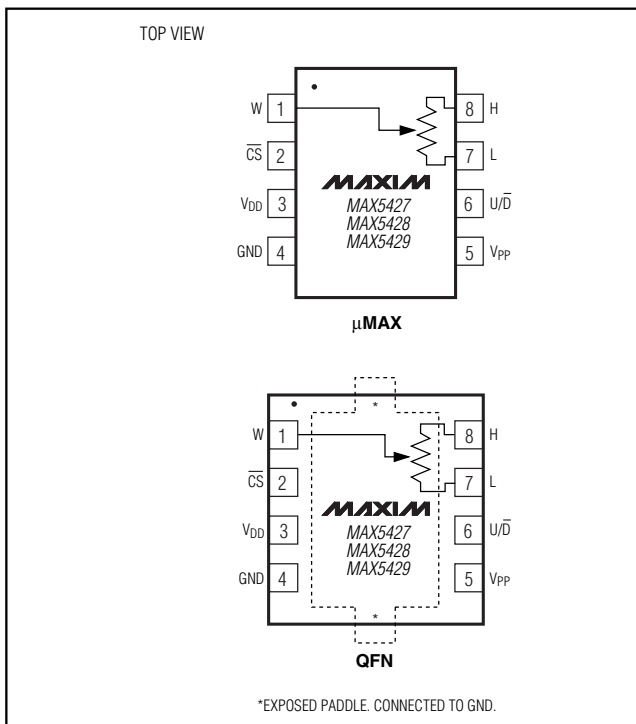 TOP VIEW
W 1 8 H
C̅S̅ 2 7 L
MAXIM
VDD 3 MAX5427 6 U/D̅
MAX5428
GND 4 MAX5429 5 VPP
µMAX
*
W 1 8 H
C̅S̅ 2 7 L
MAXIM
VDD 3 MAX5427 6 U/D̅
MAX5428
GND 4 MAX5429 5 VPP
*
QFN
*EXPOSED PADDLE. CONNECTED TO GND.